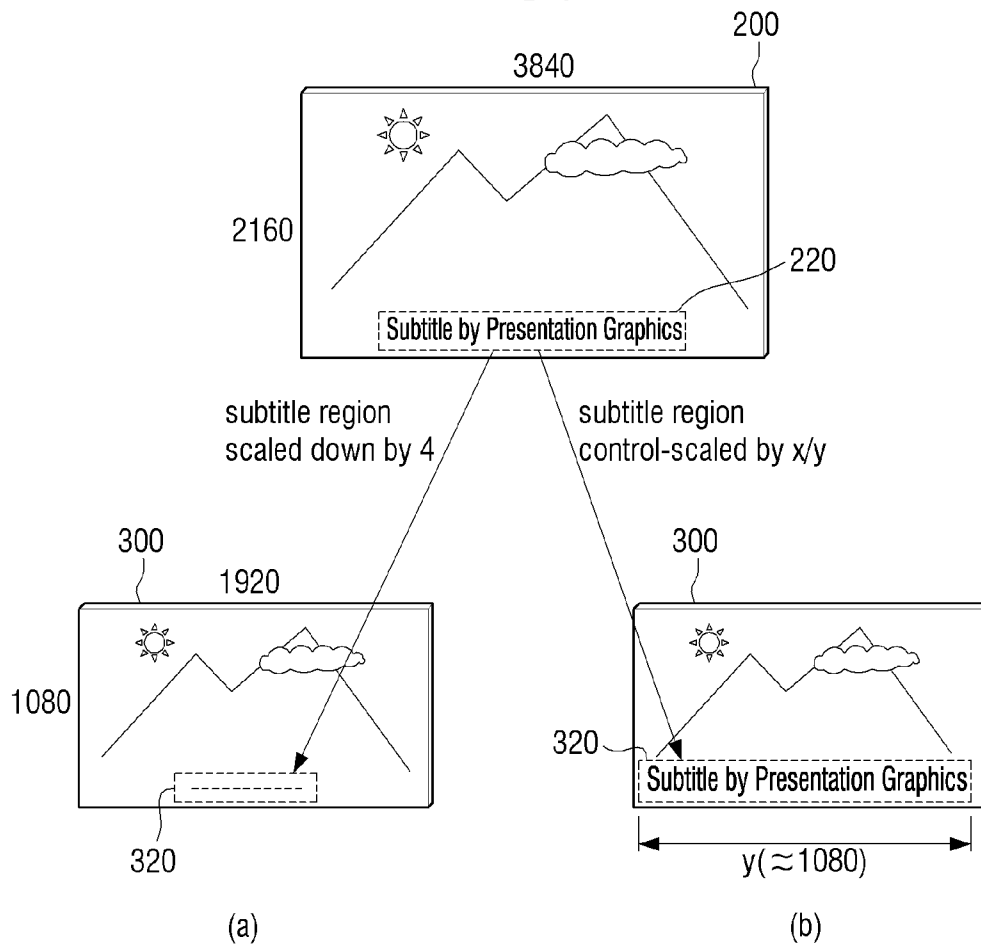 200
3840
2160
220
Subtitle by Presentation Graphics
subtitle region
scaled down by 4
subtitle region
control-scaled by x/y
300
1920
1080
320
(a)
300
320
Subtitle by Presentation Graphics
y(≈1080)
(b)